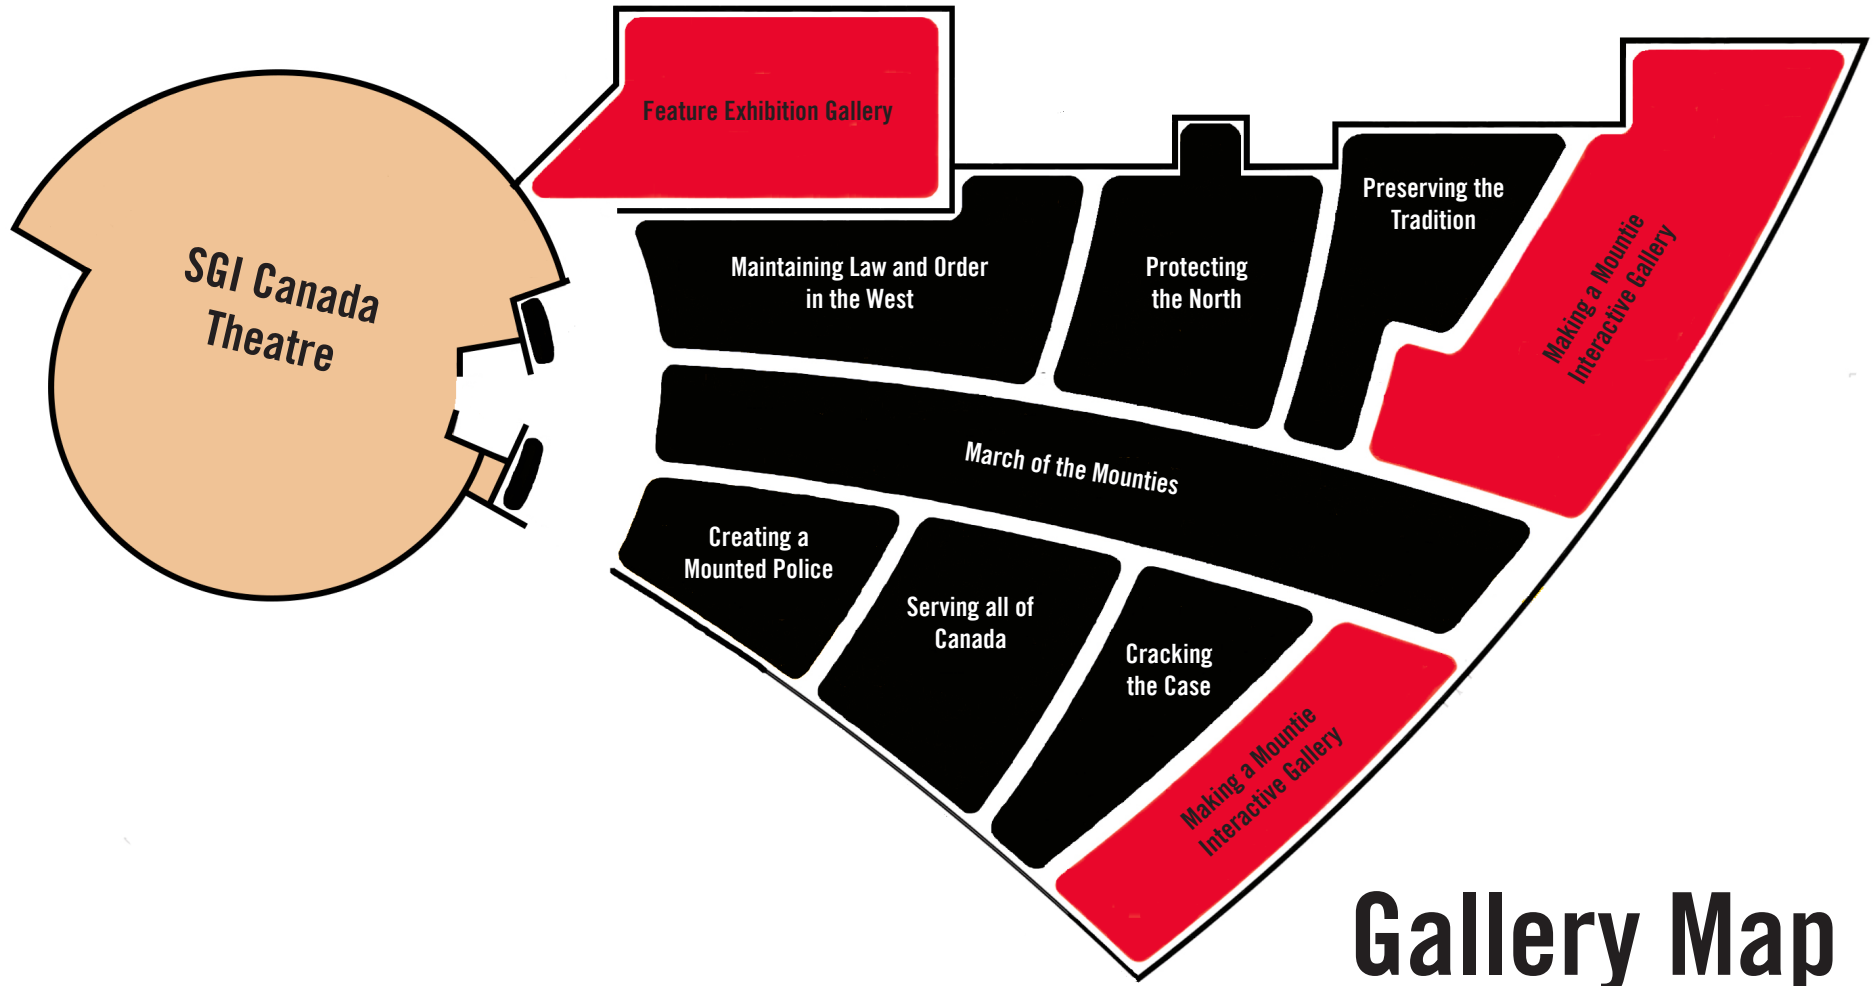 Feature Exhibition Gallery
SGI Canada
Theatre
Maintaining Law and Order
in the West
Protecting
the North
Preserving the
Tradition
Making a Mountie
Interactive Gallery
March of the Mounties
Creating a
Mounted Police
Serving all of
Canada
Cracking
the Case
Making a Mountie
Interactive Gallery
Gallery Map